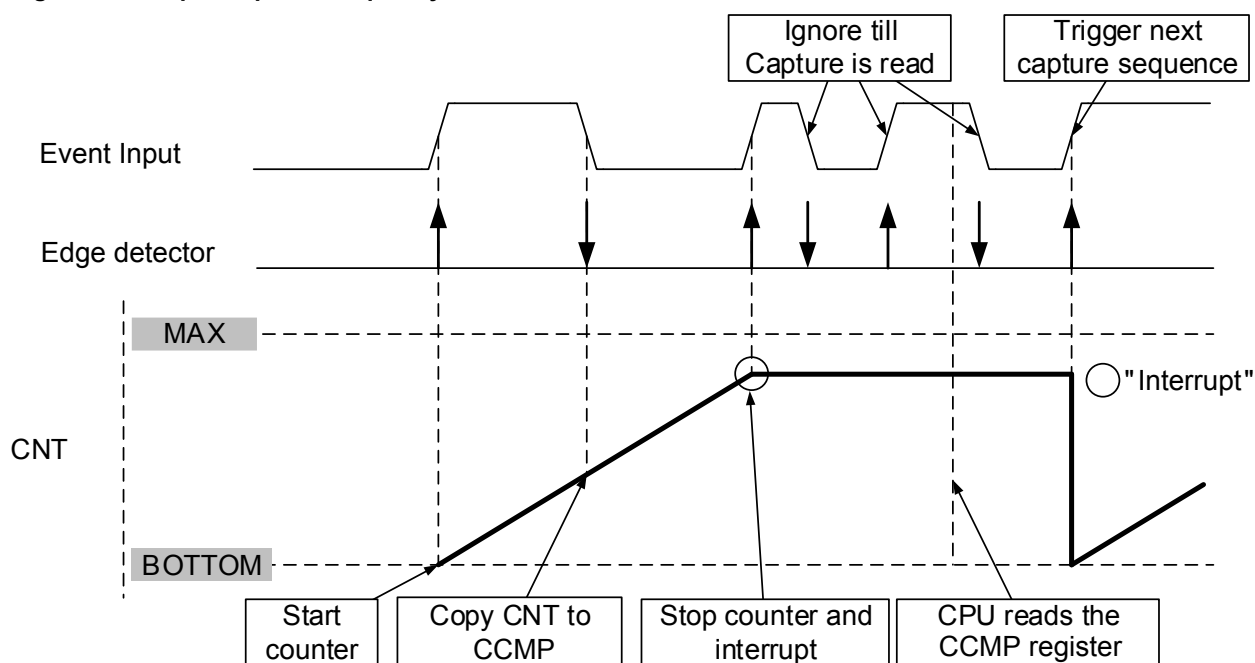 Ignore till
Capture is read
Trigger next
capture sequence
Event Input
Edge detector
MAX
"Interrupt"
CNT
BOTTOM
Start
counter
Copy CNT to
CCMP
Stop counter and
interrupt
CPU reads the
CCMP register